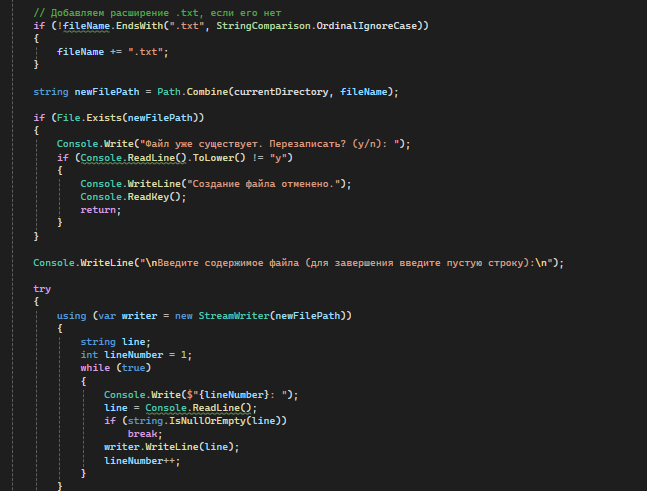 // Добавляем расширение .txt, если его нет
if (!fileName.EndsWith(".txt", StringComparison.OrdinalIgnoreCase))
{
    fileName += ".txt";
}

string newFilePath = Path.Combine(currentDirectory, fileName);

if (File.Exists(newFilePath))
{
    Console.Write("Файл уже существует. Перезаписать? (y/n): ");
    if (Console.ReadLine().ToLower() != "y")
    {
        Console.WriteLine("Создание файла отменено.");
        Console.ReadKey();
        return;
    }
}

Console.WriteLine("\nВведите содержимое файла (для завершения введите пустую строку):\n");

try
{
    using (var writer = new StreamWriter(newFilePath))
    {
        string line;
        int lineNumber = 1;
        while (true)
        {
            Console.Write($"{lineNumber}: ");
            line = Console.ReadLine();
            if (string.IsNullOrEmpty(line))
                break;
            writer.WriteLine(line);
            lineNumber++;
        }
    }